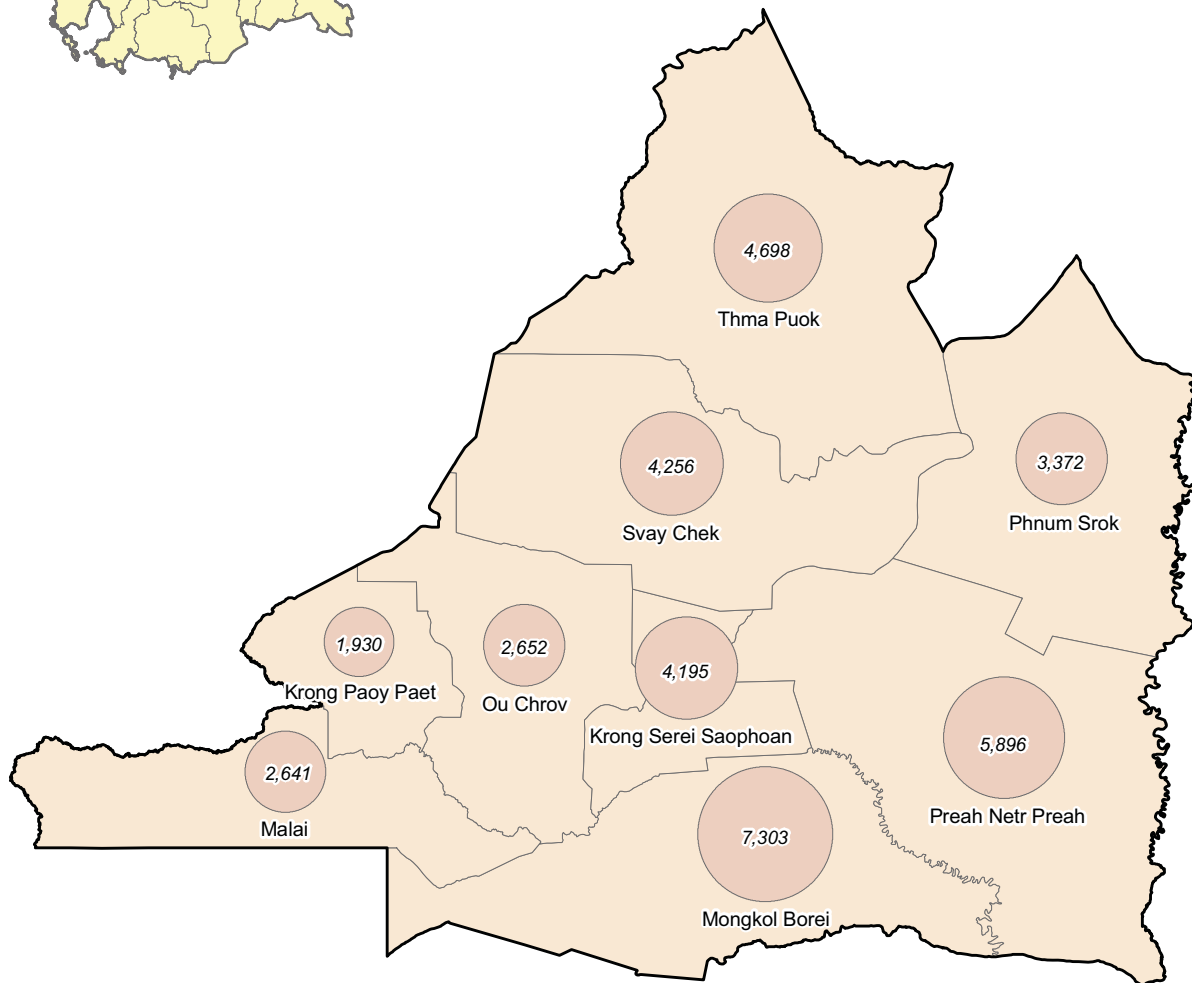 4,698
Thma Puok
4,256
Svay Chek
3,372
Phnum Srok
1,930
Krong Paoy Paet
2,652
Ou Chrov
4,195
Krong Serei Saophoan
2,641
Malai
5,896
Preah Netr Preah
7,303
Mongkol Borei